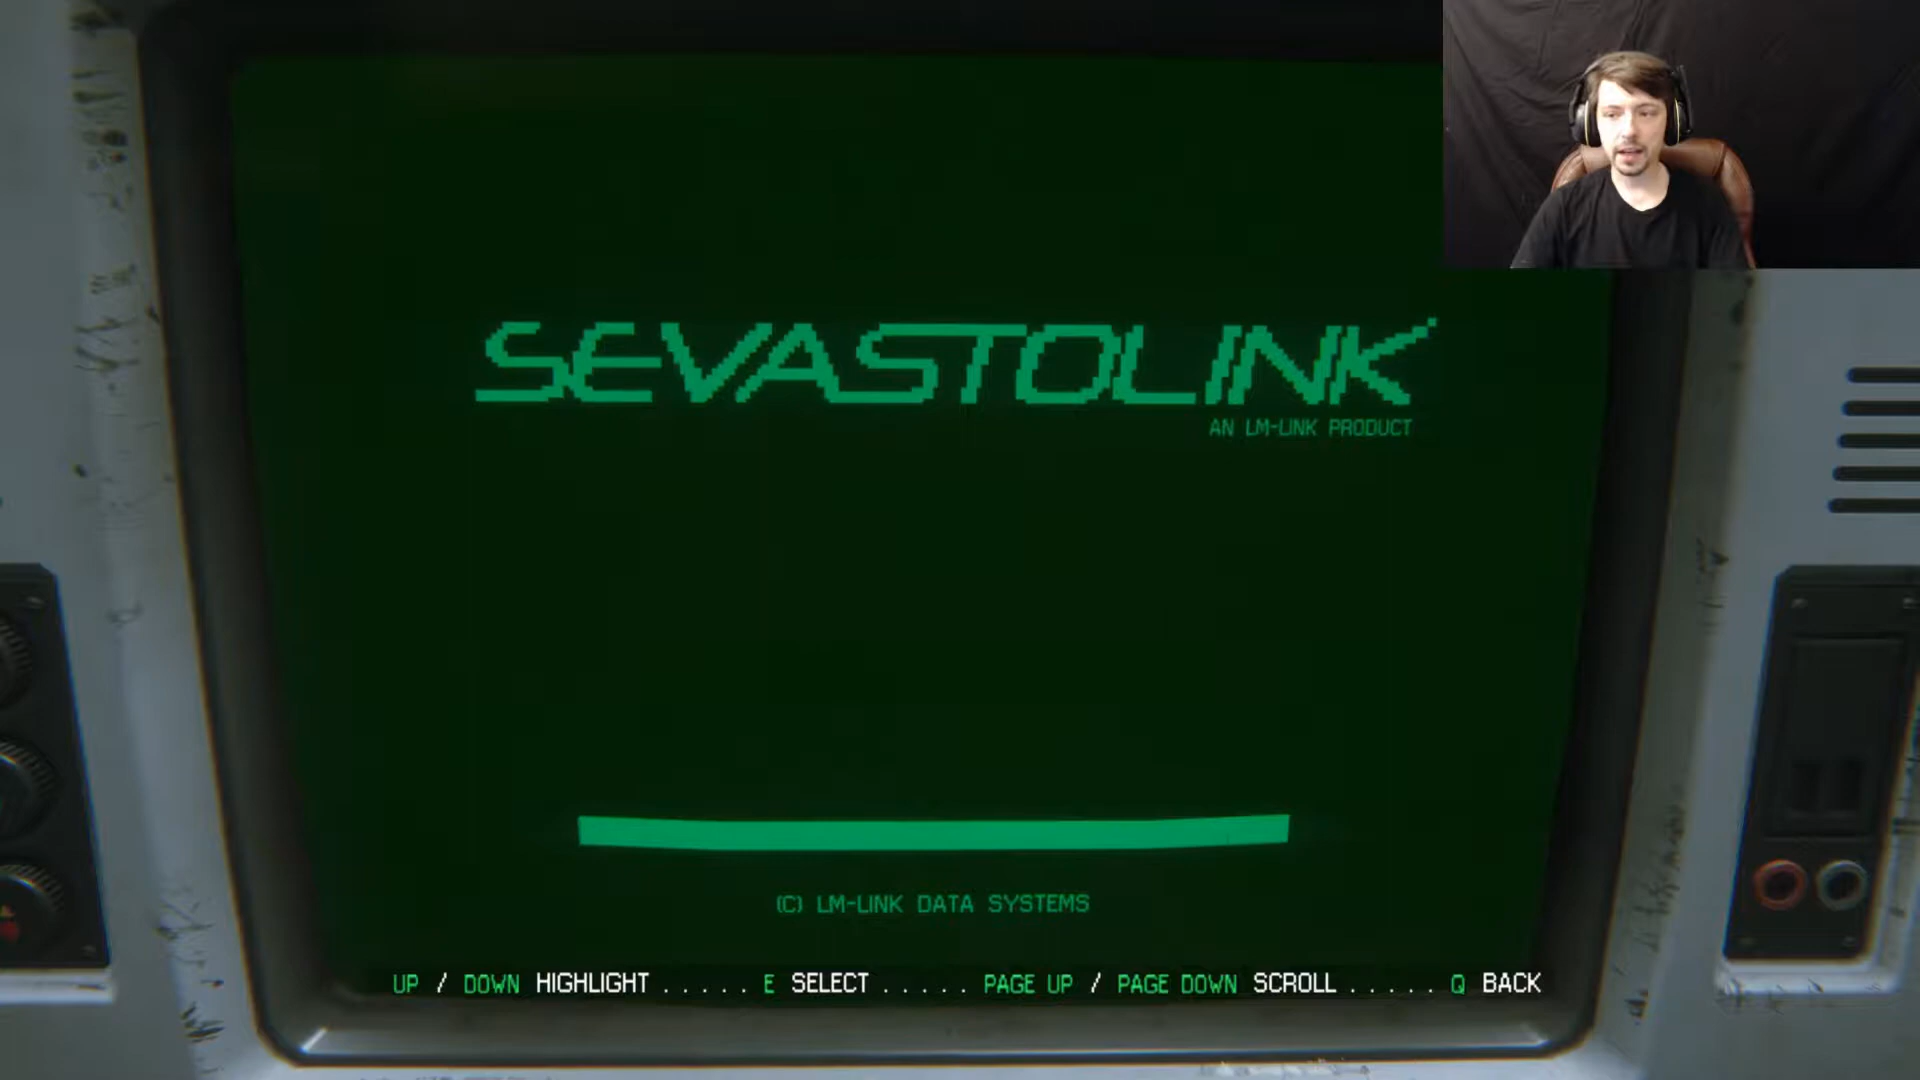 SEVASTOLINK
AN LM-LINK PRODUCT
(C) LM-LINK DATA SYSTEMS
UP / DOWN HIGHLIGHT ..... E SELECT ..... PAGE UP / PAGE DOWN SCROLL ..... Q BACK